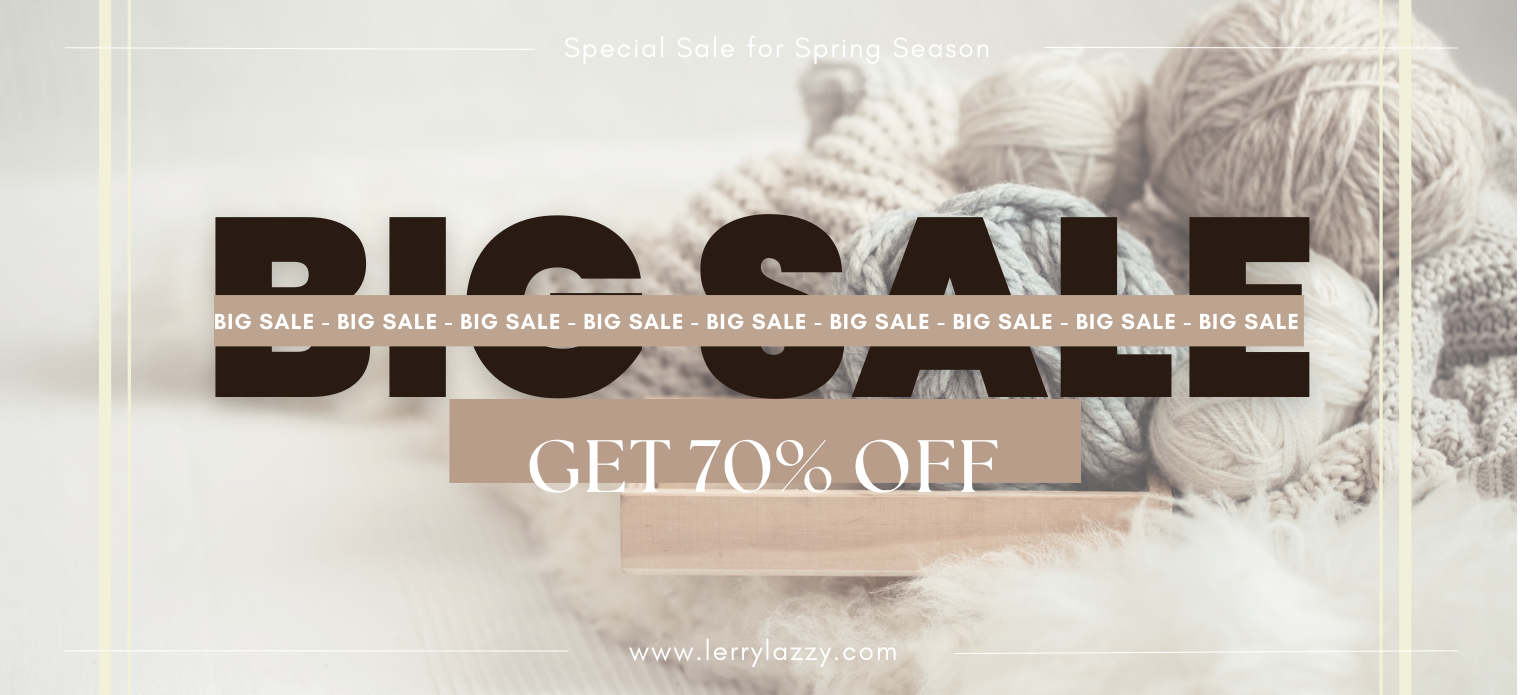 Special Sale for Spring Season
BIG SALE
BIG SALE - BIG SALE - BIG SALE - BIG SALE - BIG SALE - BIG SALE - BIG SALE - BIG SALE - BIG SALE
GET 70% OFF
www.lerrylazzy.com